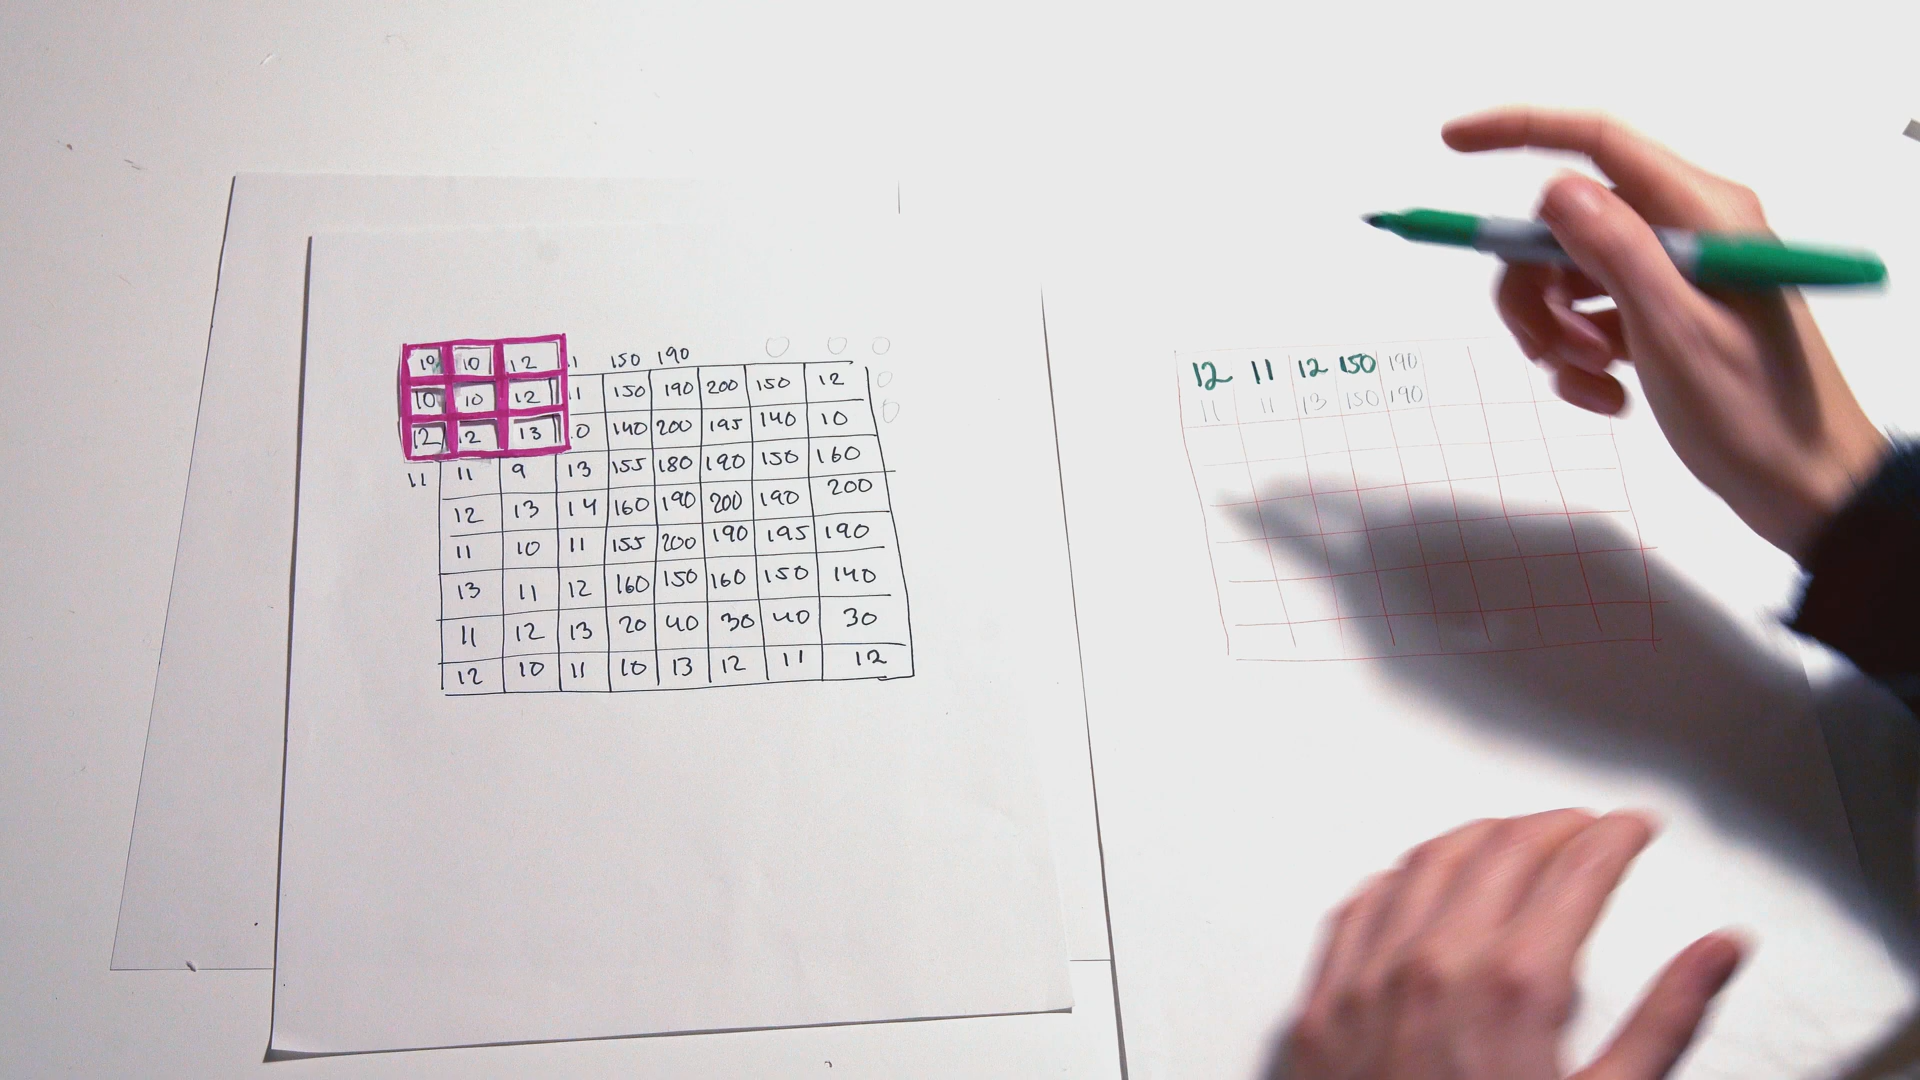 10 10 12 1 150 190
10 10 12 11 150 190 200 150 12
12 12 13 0 140 200 195 140 10
11 11 9 13 155 180 190 150 160
12 13 14 160 190 200 190 200
11 10 11 155 200 190 195 190
13 11 12 160 150 160 150 140
11 12 13 20 40 30 40 30
12 10 11 10 13 12 11 12
12 11 12 150 190
11 11 13 150 190